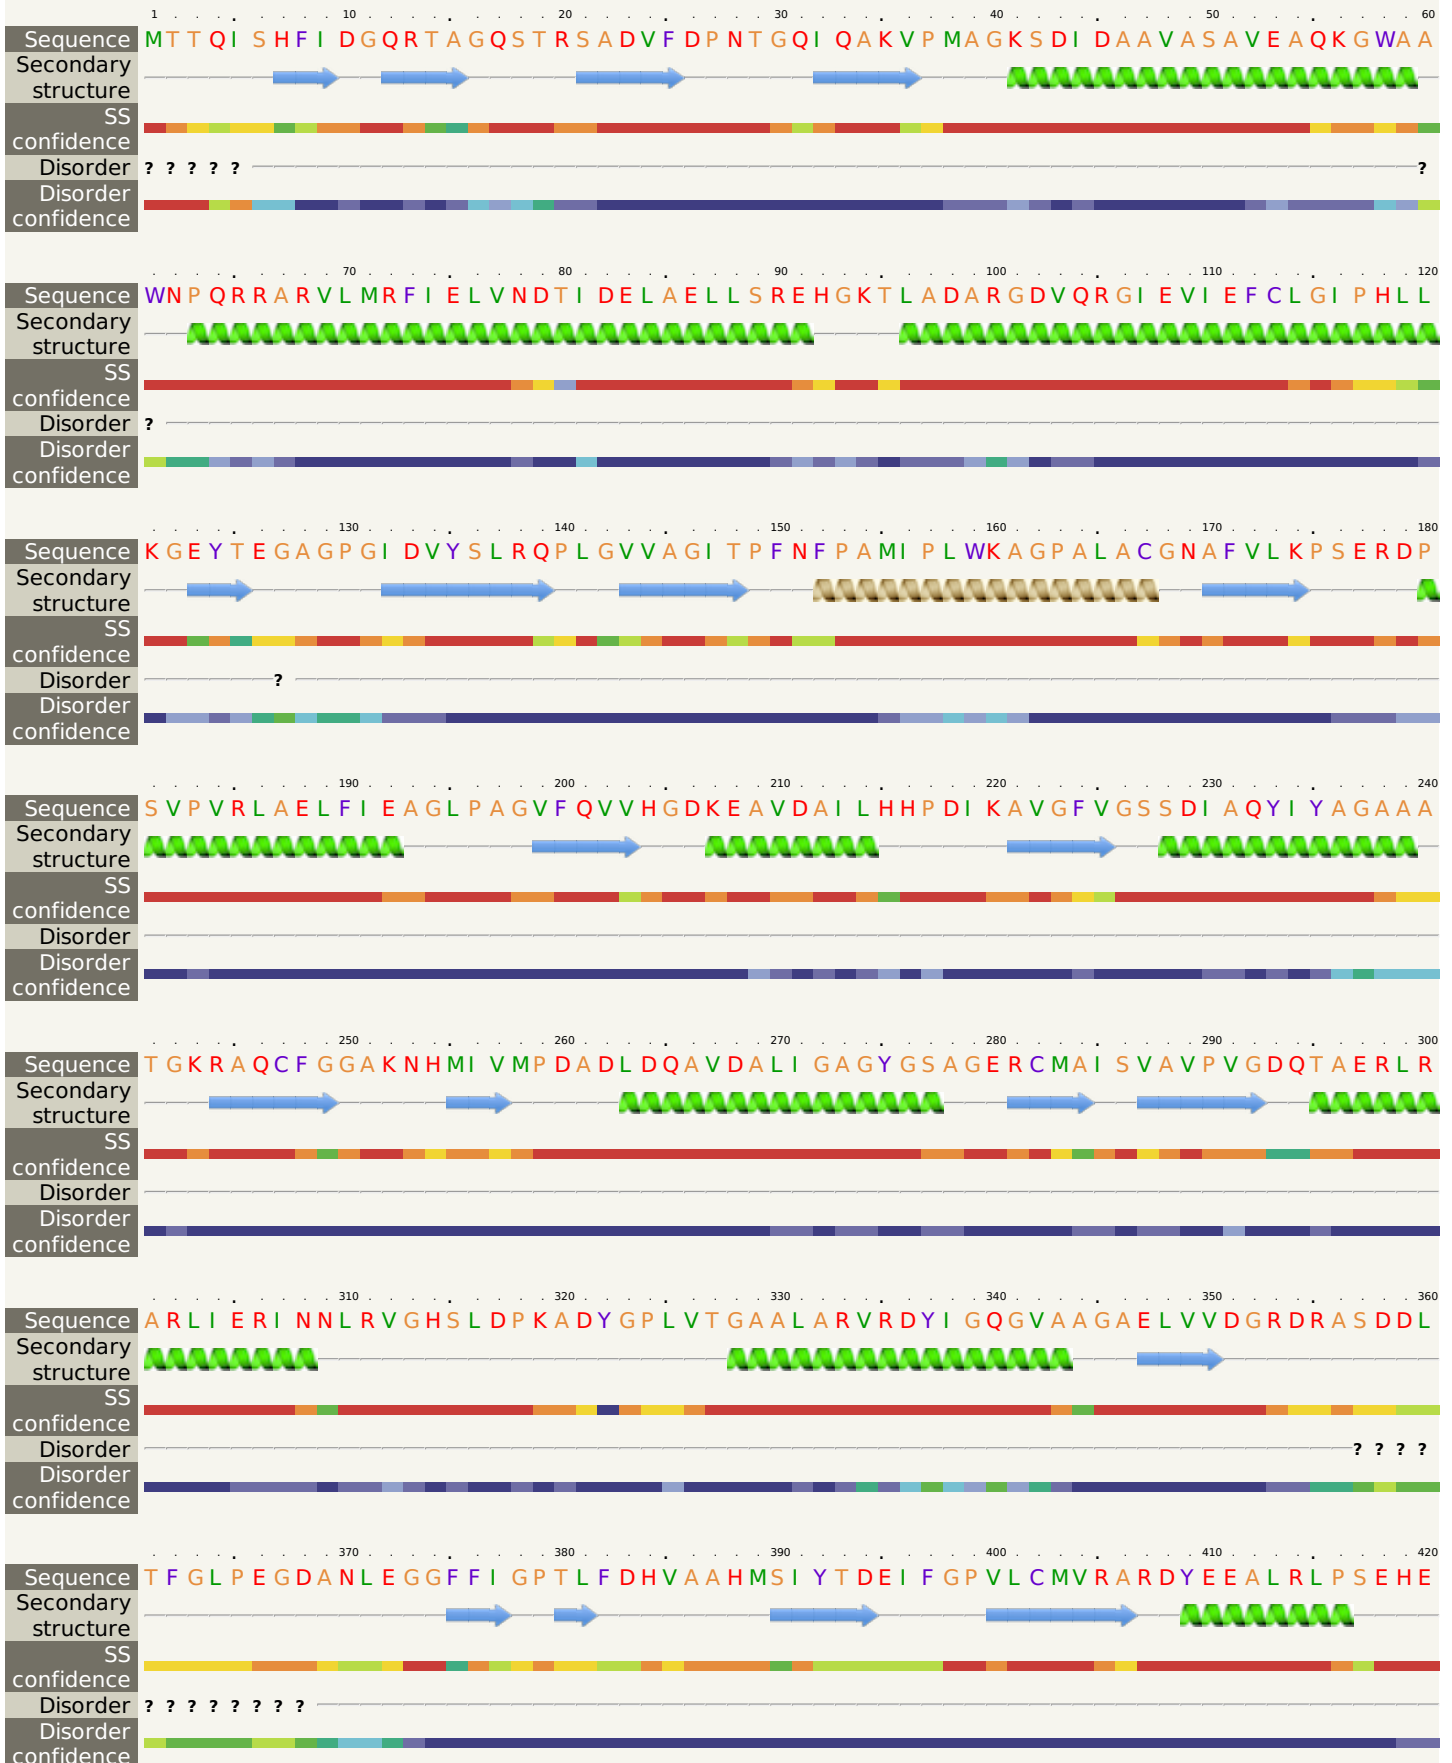 1 . . . . . . . . 10 . . . . . . . . . 20 . . . . . . . . . 30 . . . . . . . . . 40 . . . . . . . . . 50 . . . . . . . . . 60
Sequence MTTQISHFIDGQRTAGQSTRSADVFDPNTGQIQAKVPMAGKSDIDAAVASAVEAQKGWAA
Secondary
structure
SS
confidence
Disorder ? ? ? ? ? ?
Disorder
confidence
. . . . . . . . . 70 . . . . . . . . . 80 . . . . . . . . . 90 . . . . . . . . . 100 . . . . . . . . . 110 . . . . . . . . . 120
Sequence WNPQRRARVLMRFIELVNDTIDELAELLSREHGKTLADARGDVQRGIEVIEFCLGIPHLL
Secondary
structure
SS
confidence
Disorder ?
Disorder
confidence
. . . . . . . . . 130 . . . . . . . . . 140 . . . . . . . . . 150 . . . . . . . . . 160 . . . . . . . . . 170 . . . . . . . . . 180
Sequence KGEYTEGAGPGIDVYSLRQPLGVVAGITPFNFPAMIPLWKAGPALACGNAFVLKPSERDP
Secondary
structure
SS
confidence
Disorder ?
Disorder
confidence
. . . . . . . . . 190 . . . . . . . . . 200 . . . . . . . . . 210 . . . . . . . . . 220 . . . . . . . . . 230 . . . . . . . . . 240
Sequence SVPVRLAELFIEAGLPAGVFQVVHGDKEAVDAILHHPDIKAVGFVGSSDIAQYIYAGAAA
Secondary
structure
SS
confidence
Disorder
Disorder
confidence
. . . . . . . . . 250 . . . . . . . . . 260 . . . . . . . . . 270 . . . . . . . . . 280 . . . . . . . . . 290 . . . . . . . . . 300
Sequence TGKRAQCFGGAKNHMIVMPDADLDQAVDALIGAGYGSAGERCMAISVAVPVGDQTAERLR
Secondary
structure
SS
confidence
Disorder
Disorder
confidence
. . . . . . . . . 310 . . . . . . . . . 320 . . . . . . . . . 330 . . . . . . . . . 340 . . . . . . . . . 350 . . . . . . . . . 360
Sequence ARLIERINNLRVGHSLDPKADYGPLVTGAALARVRDYIGQGVAAGAELVVDGRDRASDDL
Secondary
structure
SS
confidence
Disorder ? ? ? ?
Disorder
confidence
. . . . . . . . . 370 . . . . . . . . . 380 . . . . . . . . . 390 . . . . . . . . . 400 . . . . . . . . . 410 . . . . . . . . . 420
Sequence TFGLPEGDANLEGGFFIGPTLFDHVAAHMSIYTDEIFGPVLCMVRARDYEEALRLPSEHE
Secondary
structure
SS
confidence
Disorder ? ? ? ? ? ? ? ?
Disorder
confidence